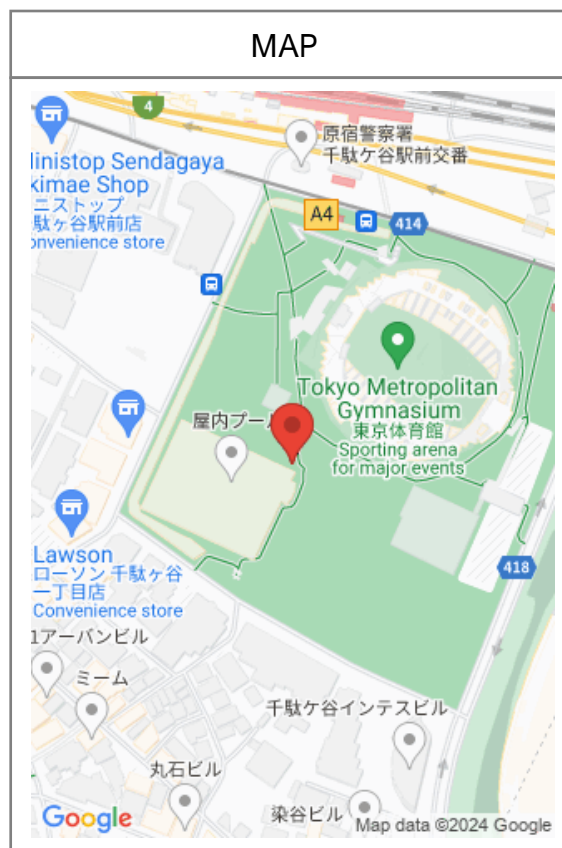 MAP
4
原宿警察署
千駄ケ谷駅前交番
inistop Sendagaya
kimae Shop
ニストップ
駄ヶ谷駅前店
onvenience store
A4
414
Tokyo Metropolitan
Gymnasium
東京体育館
Sporting arena
for major events
屋内プー
Lawson
ローソン 千駄ヶ谷
一丁目店
Convenience store
418
1アーバンビル
ミーム
千駄ケ谷インテスビル
丸石ビル
染谷ビル
Google
Map data ©2024 Google